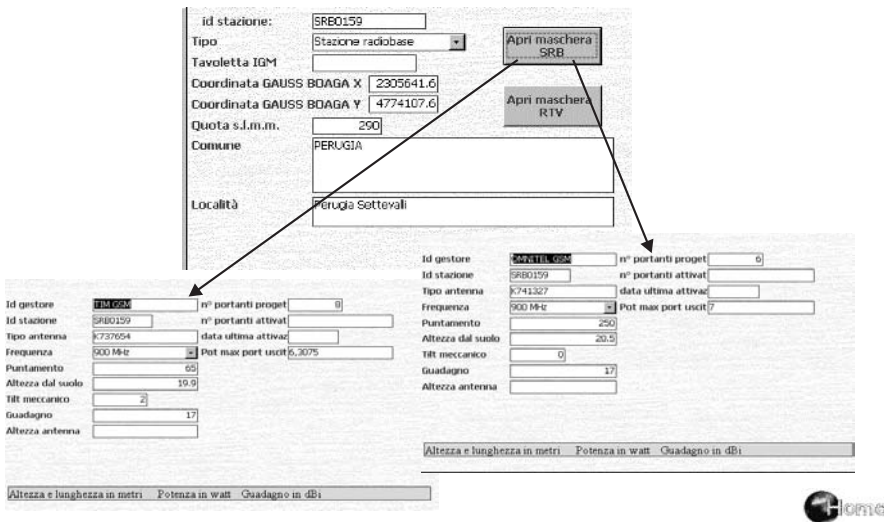 id stazione: SRB0159
Tipo Stazione radiobase
Apri maschera
SRB
Tavoletta IGM
Coordinata GAUSS BOAGA X 2305641.6
Coordinata GAUSS BOAGA Y 4774107.6
Apri maschera
RTV
Quota s.l.m.m. 290
Comune PERUGIA
Località Perugia Settevalli
Id gestore TIM GSM n° portanti proget 8
Id stazione SRB0159 n° portanti attivat
Tipo antenna K737654 data ultima attivaz
Frequenza 900 MHz Pot max port uscit 6,3075
Puntamento 65
Altezza dal suolo 19.9
Tilt meccanico 2
Guadagno 17
Altezza antenna
Altezza e lunghezza in metri Potenza in watt Guadagno in dBi
Id gestore OMNITEL GSM n° portanti proget 6
Id stazione SRB0159 n° portanti attivat
Tipo antenna K741327 data ultima attivaz
Frequenza 900 MHz Pot max port uscit 7
Puntamento 250
Altezza dal suolo 20.5
Tilt meccanico 0
Guadagno 17
Altezza antenna
Altezza e lunghezza in metri Potenza in watt Guadagno in dBi
Home